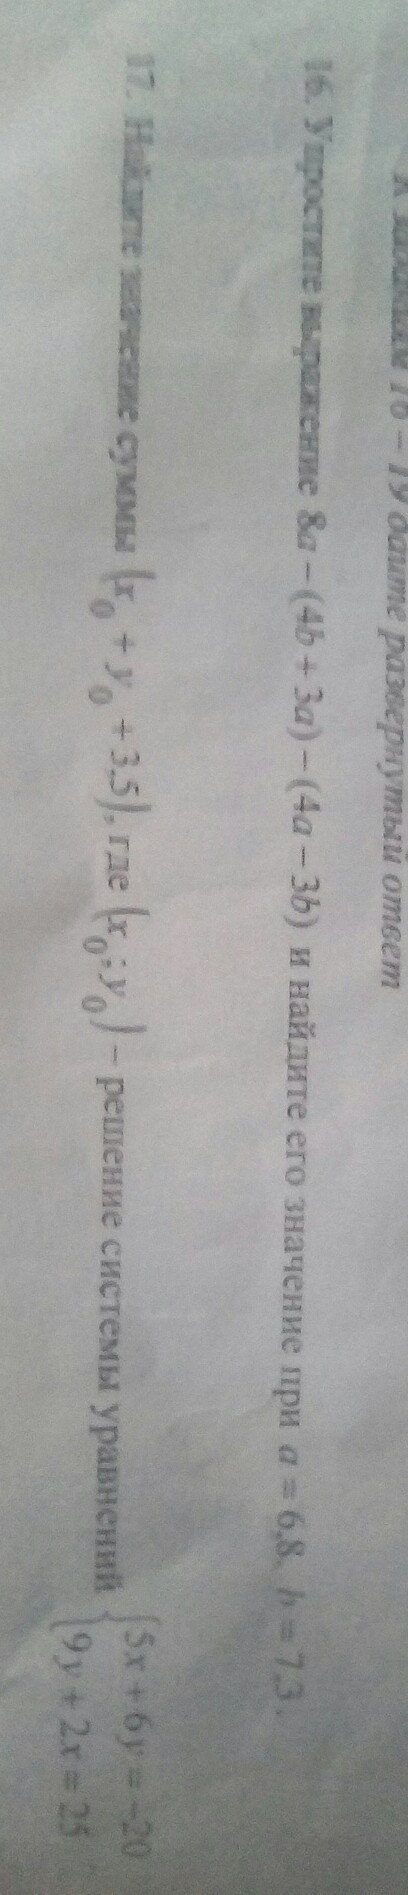 К заданиям 16 – 19 дайте развернутый ответ
16. Упростите выражение 8a – (4b + 3a) – (4a – 3b) и найдите его значение при a = 6,8, b = 7,3.
17. Найдите значение суммы (x₀ + y₀ + 3,5), где (x₀; y₀) – решение системы уравнений {5x + 6y = –20
9y + 2x = 25